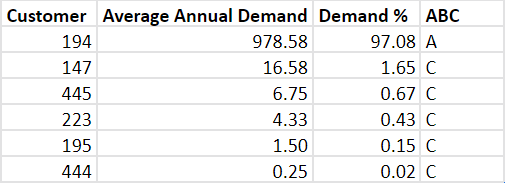 Customer Average Annual Demand Demand % ABC
194 978.58 97.08 A
147 16.58 1.65 C
445 6.75 0.67 C
223 4.33 0.43 C
195 1.50 0.15 C
444 0.25 0.02 C